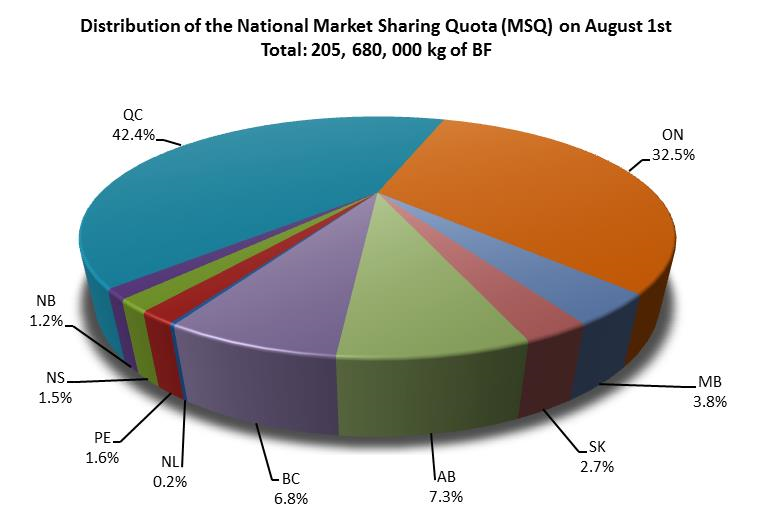 Distribution of the National Market Sharing Quota (MSQ) on August 1st
Total: 205, 680, 000 kg of BF
QC
42.4%
ON
32.5%
NB
1.2%
NS
1.5%
MB
3.8%
PE
1.6%
SK
2.7%
NL
0.2%
BC
6.8%
AB
7.3%